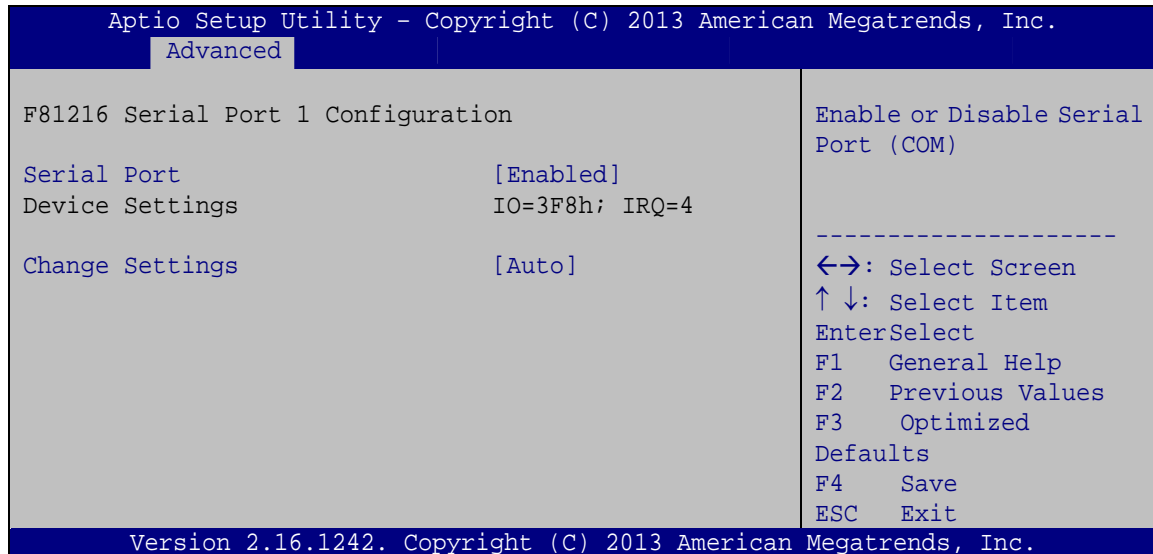 Aptio Setup Utility – Copyright (C) 2013 American Megatrends, Inc.
Advanced
F81216 Serial Port 1 Configuration
Serial Port [Enabled]
Device Settings IO=3F8h; IRQ=4
Change Settings [Auto]
Enable or Disable Serial
Port (COM)
---------------------
←→: Select Screen
↑ ↓: Select Item
EnterSelect
F1 General Help
F2 Previous Values
F3 Optimized
Defaults
F4 Save
ESC Exit
Version 2.16.1242. Copyright (C) 2013 American Megatrends, Inc.